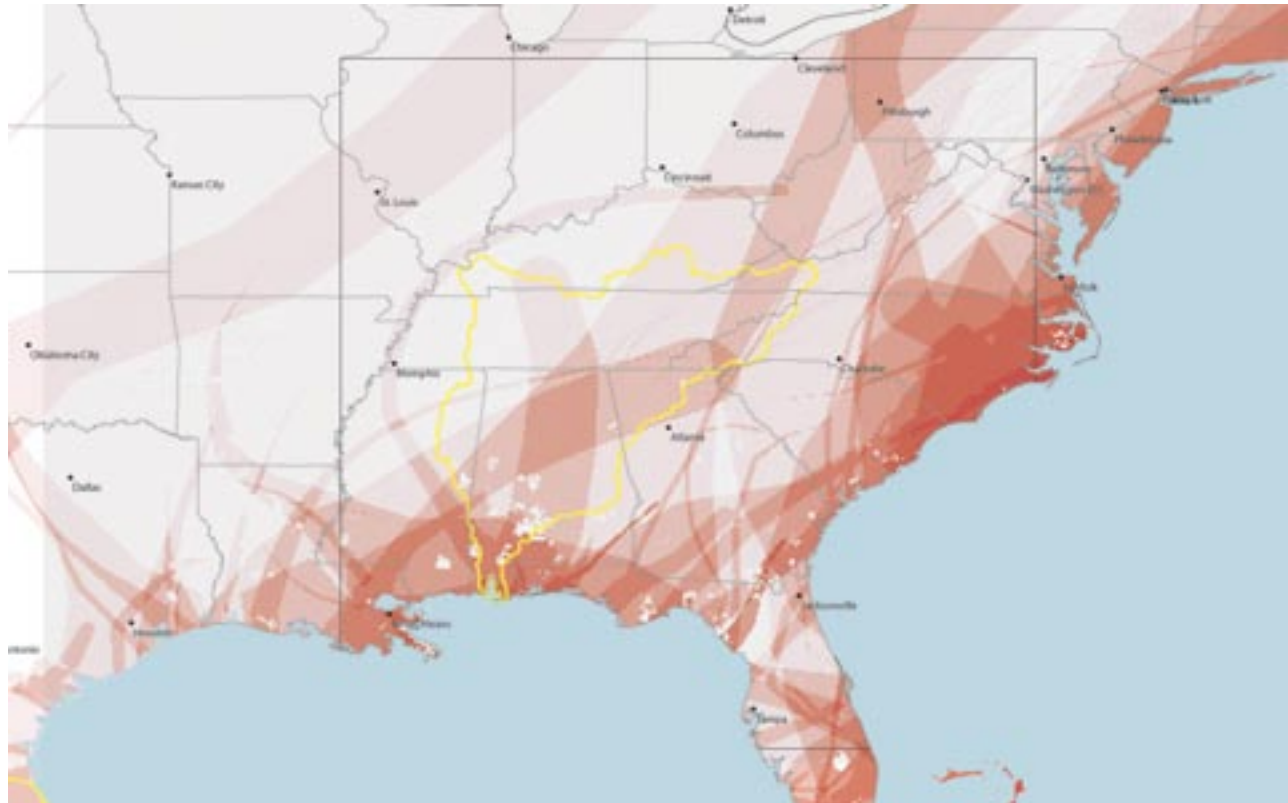 Detroit
Chicago
Cleveland
Pittsburgh
Philadelphia
Columbus
Baltimore
Cincinnati
Kansas City
St. Louis
Norfolk
Oklahoma City
Memphis
Charlotte
Atlanta
Dallas
Jacksonville
Houston
Tampa